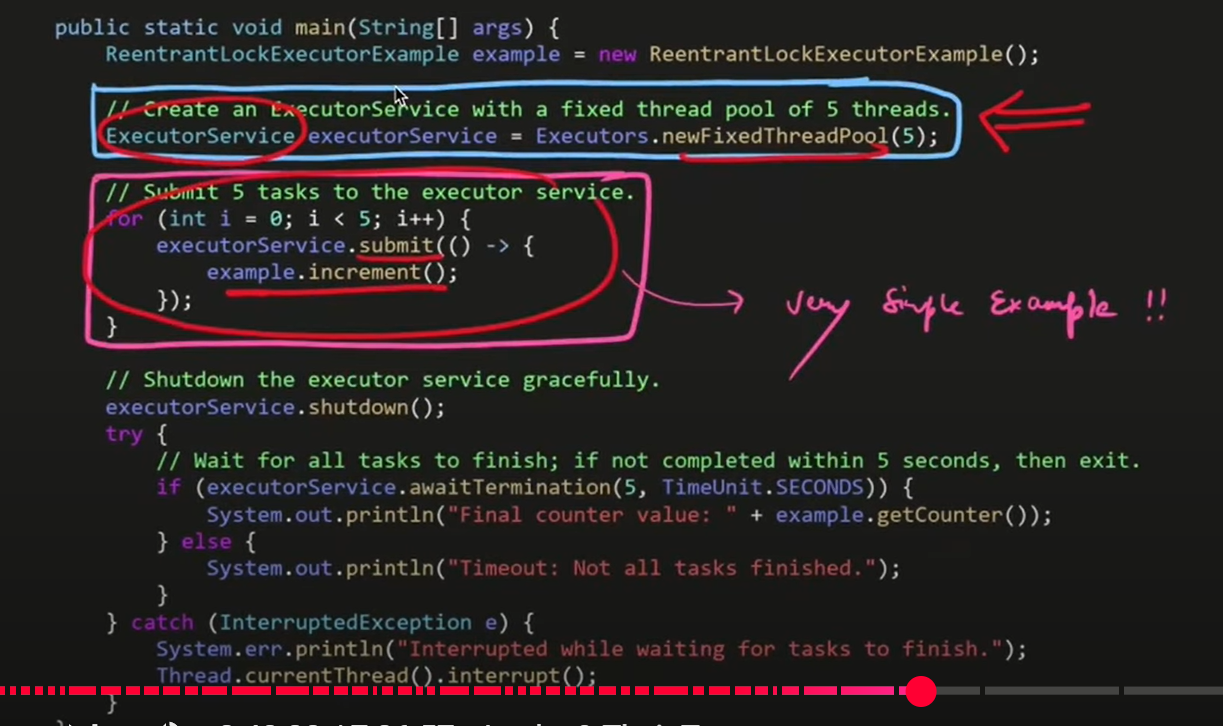 public static void main(String[] args) {
ReentrantLockExecutorExample example = new ReentrantLockExecutorExample();
// Create an ExecutorService with a fixed thread pool of 5 threads.
ExecutorService executorService = Executors.newFixedThreadPool(5);
// Submit 5 tasks to the executor service.
for (int i = 0; i < 5; i++) {
executorService.submit(() -> {
example.increment();
});
}
very Simple Example !!
// Shutdown the executor service gracefully.
executorService.shutdown();
try {
// Wait for all tasks to finish; if not completed within 5 seconds, then exit.
if (executorService.awaitTermination(5, TimeUnit.SECONDS)) {
System.out.println("Final counter value: " + example.getCounter());
} else {
System.out.println("Timeout: Not all tasks finished.");
}
} catch (InterruptedException e) {
System.err.println("Interrupted while waiting for tasks to finish.");
Thread.currentThread().interrupt();
}